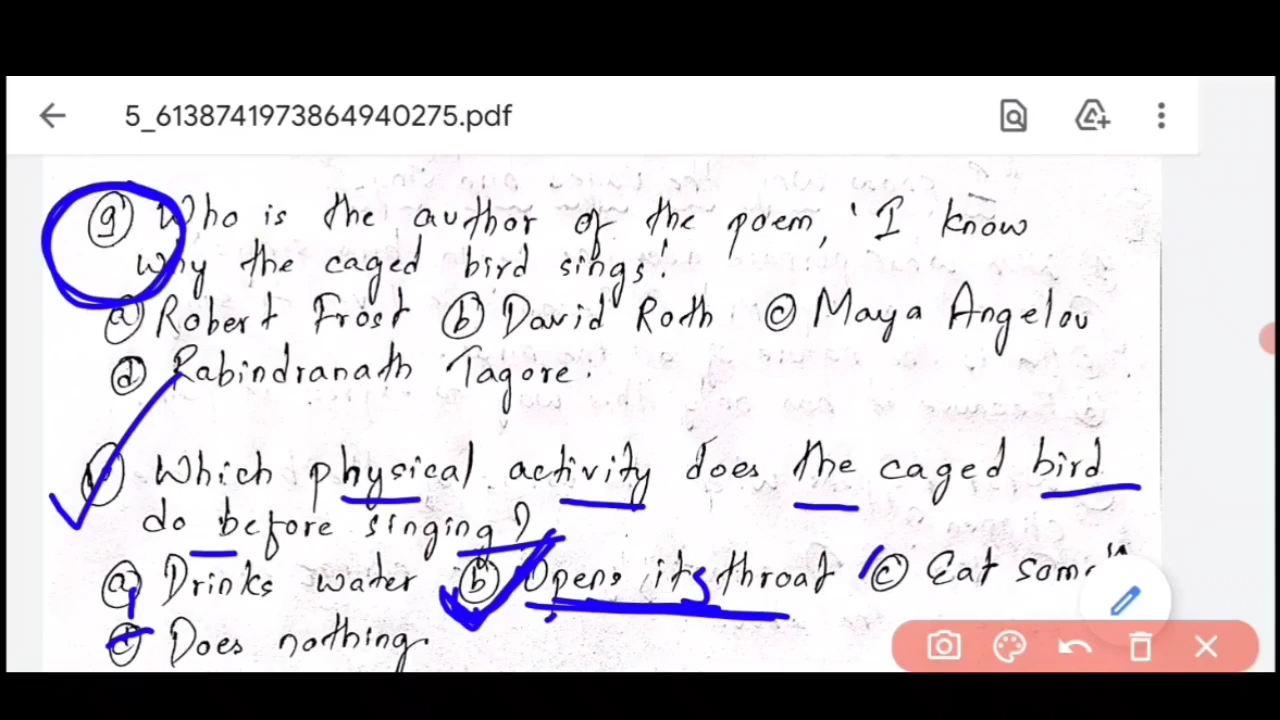 5_6138741973864940275.pdf
(g) Who is the author of the poem, 'I know
why the caged bird sings'.
(a) Robert Frost (b) David Roth (c) Maya Angelou
(d) Rabindranath Tagore.
Which physical activity does the caged bird
do before singing?
(a) Drinks water (b) Opens its throat (c) Eat
(d) Does nothing.